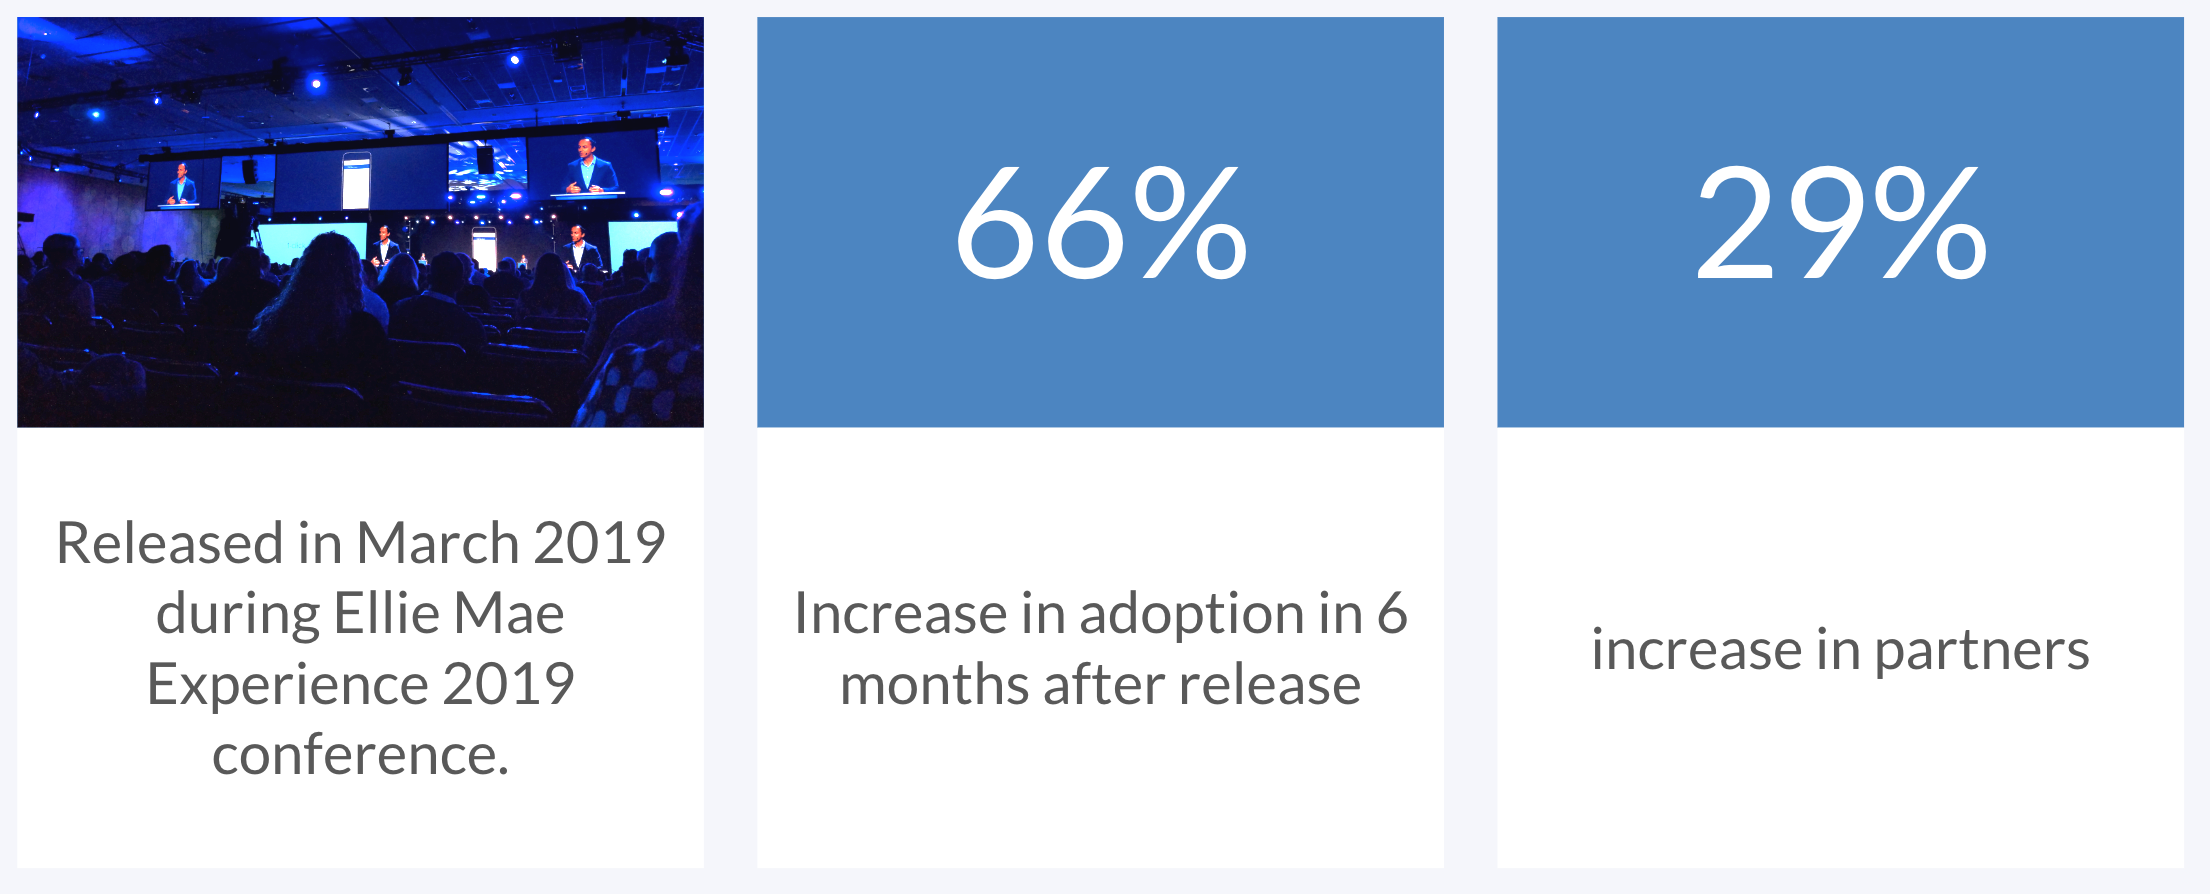 Released in March 2019
during Ellie Mae
Experience 2019
conference.
66%
Increase in adoption in 6
months after release
29%
increase in partners